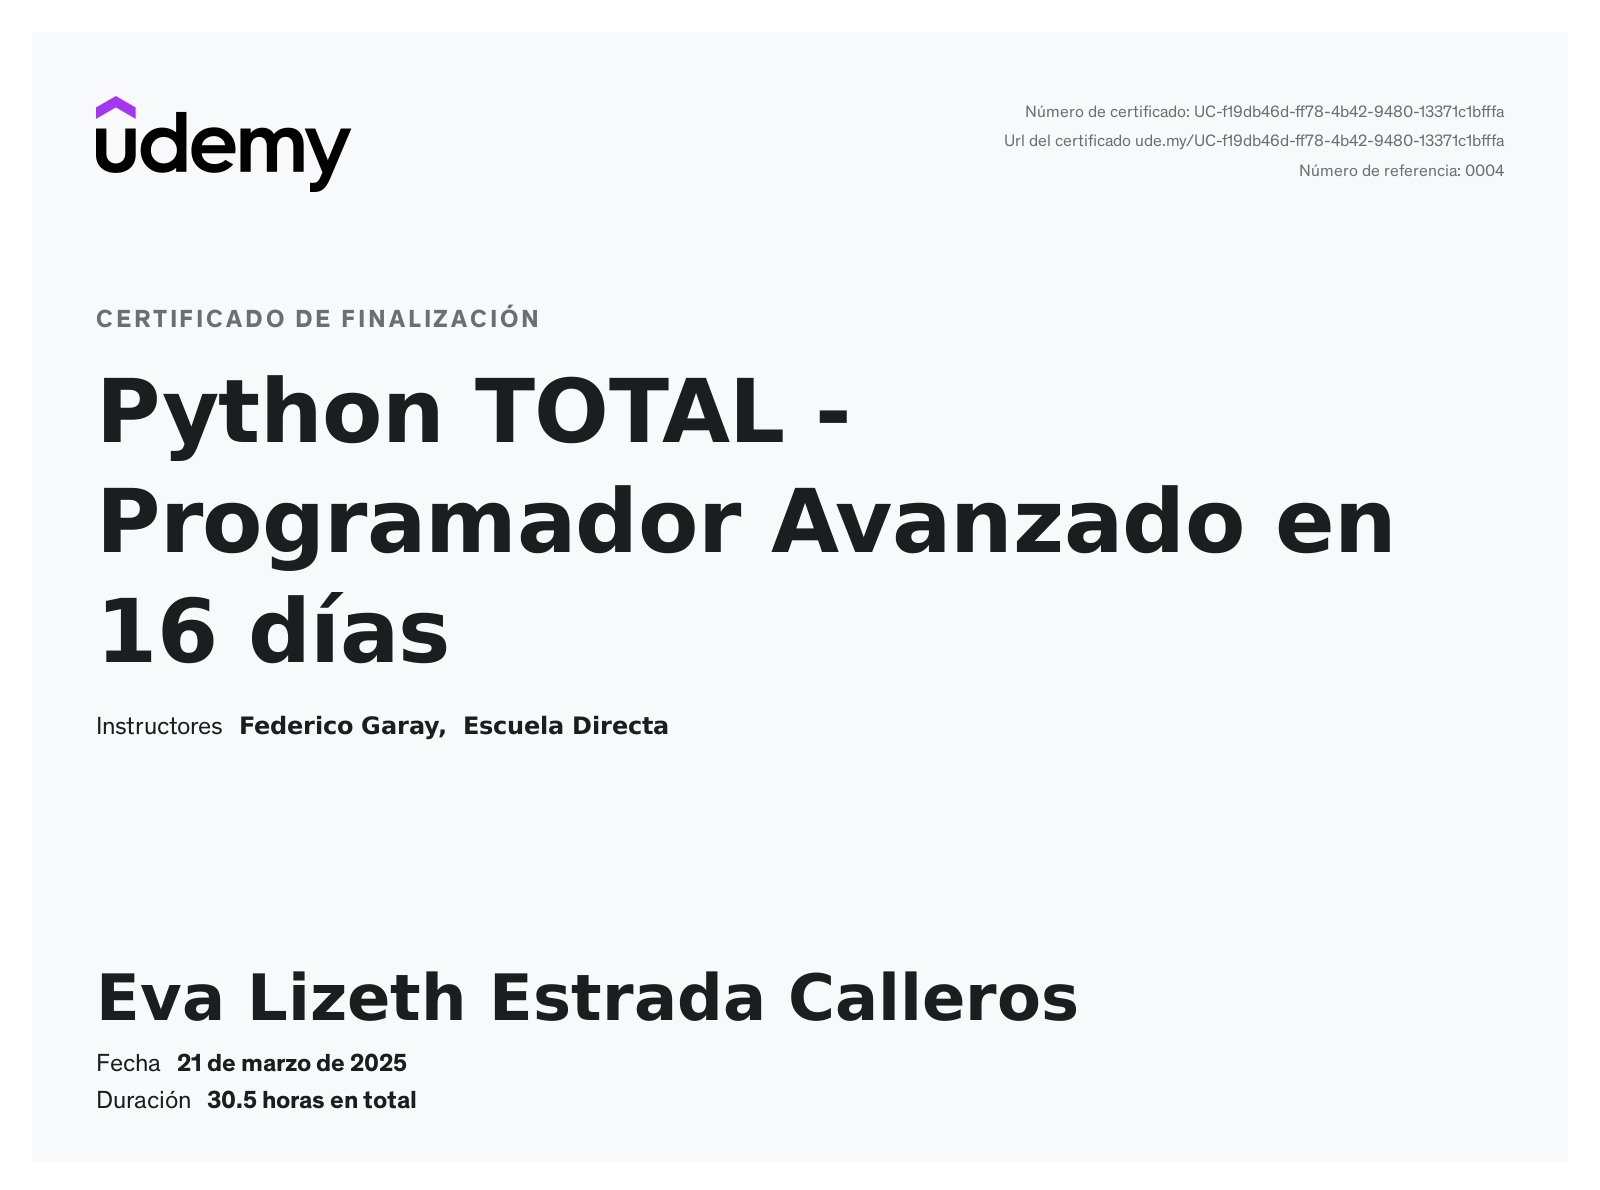 udemy
Número de certificado: UC-f19db46d-ff78-4b42-9480-13371c1bfffa
Url del certificado ude.my/UC-f19db46d-ff78-4b42-9480-13371c1bfffa
Número de referencia: 0004
CERTIFICADO DE FINALIZACIÓN
Python TOTAL -
Programador Avanzado en
16 días
Instructores Federico Garay, Escuela Directa
Eva Lizeth Estrada Calleros
Fecha 21 de marzo de 2025
Duración 30.5 horas en total